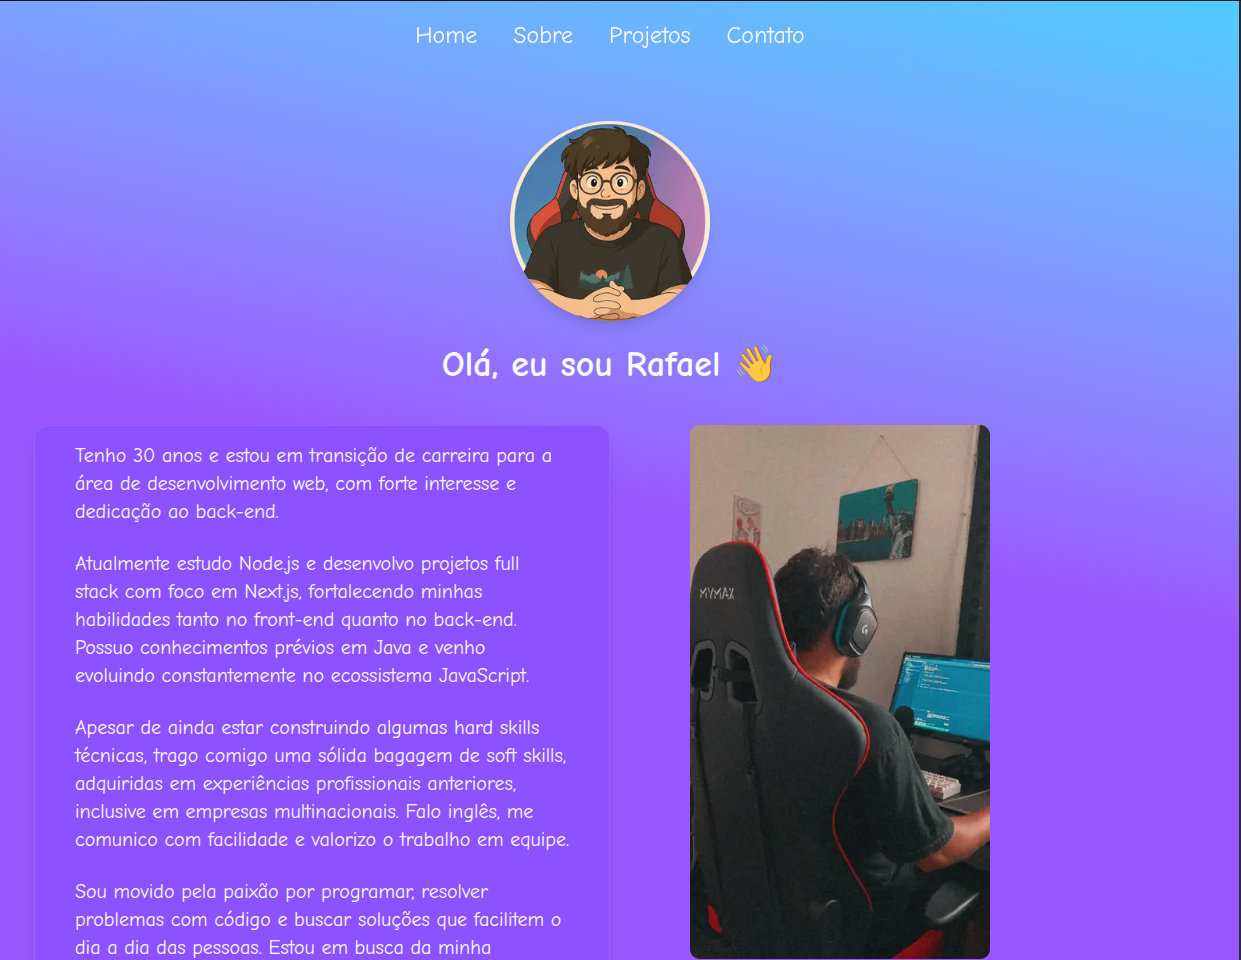 Home Sobre Projetos Contato
Olá, eu sou Rafael 👋
Tenho 30 anos e estou em transição de carreira para a
área de desenvolvimento web, com forte interesse e
dedicação ao back-end.
Atualmente estudo Node.js e desenvolvo projetos full
stack com foco em Next.js, fortalecendo minhas
habilidades tanto no front-end quanto no back-end.
Possuo conhecimentos prévios em Java e venho
evoluindo constantemente no ecossistema JavaScript.
Apesar de ainda estar construindo algumas hard skills
técnicas, trago comigo uma sólida bagagem de soft skills,
adquiridas em experiências profissionais anteriores,
inclusive em empresas multinacionais. Falo inglês, me
comunico com facilidade e valorizo o trabalho em equipe.
Sou movido pela paixão por programar, resolver
problemas com código e buscar soluções que facilitem o
dia a dia das pessoas. Estou em busca da minha
MYMAX